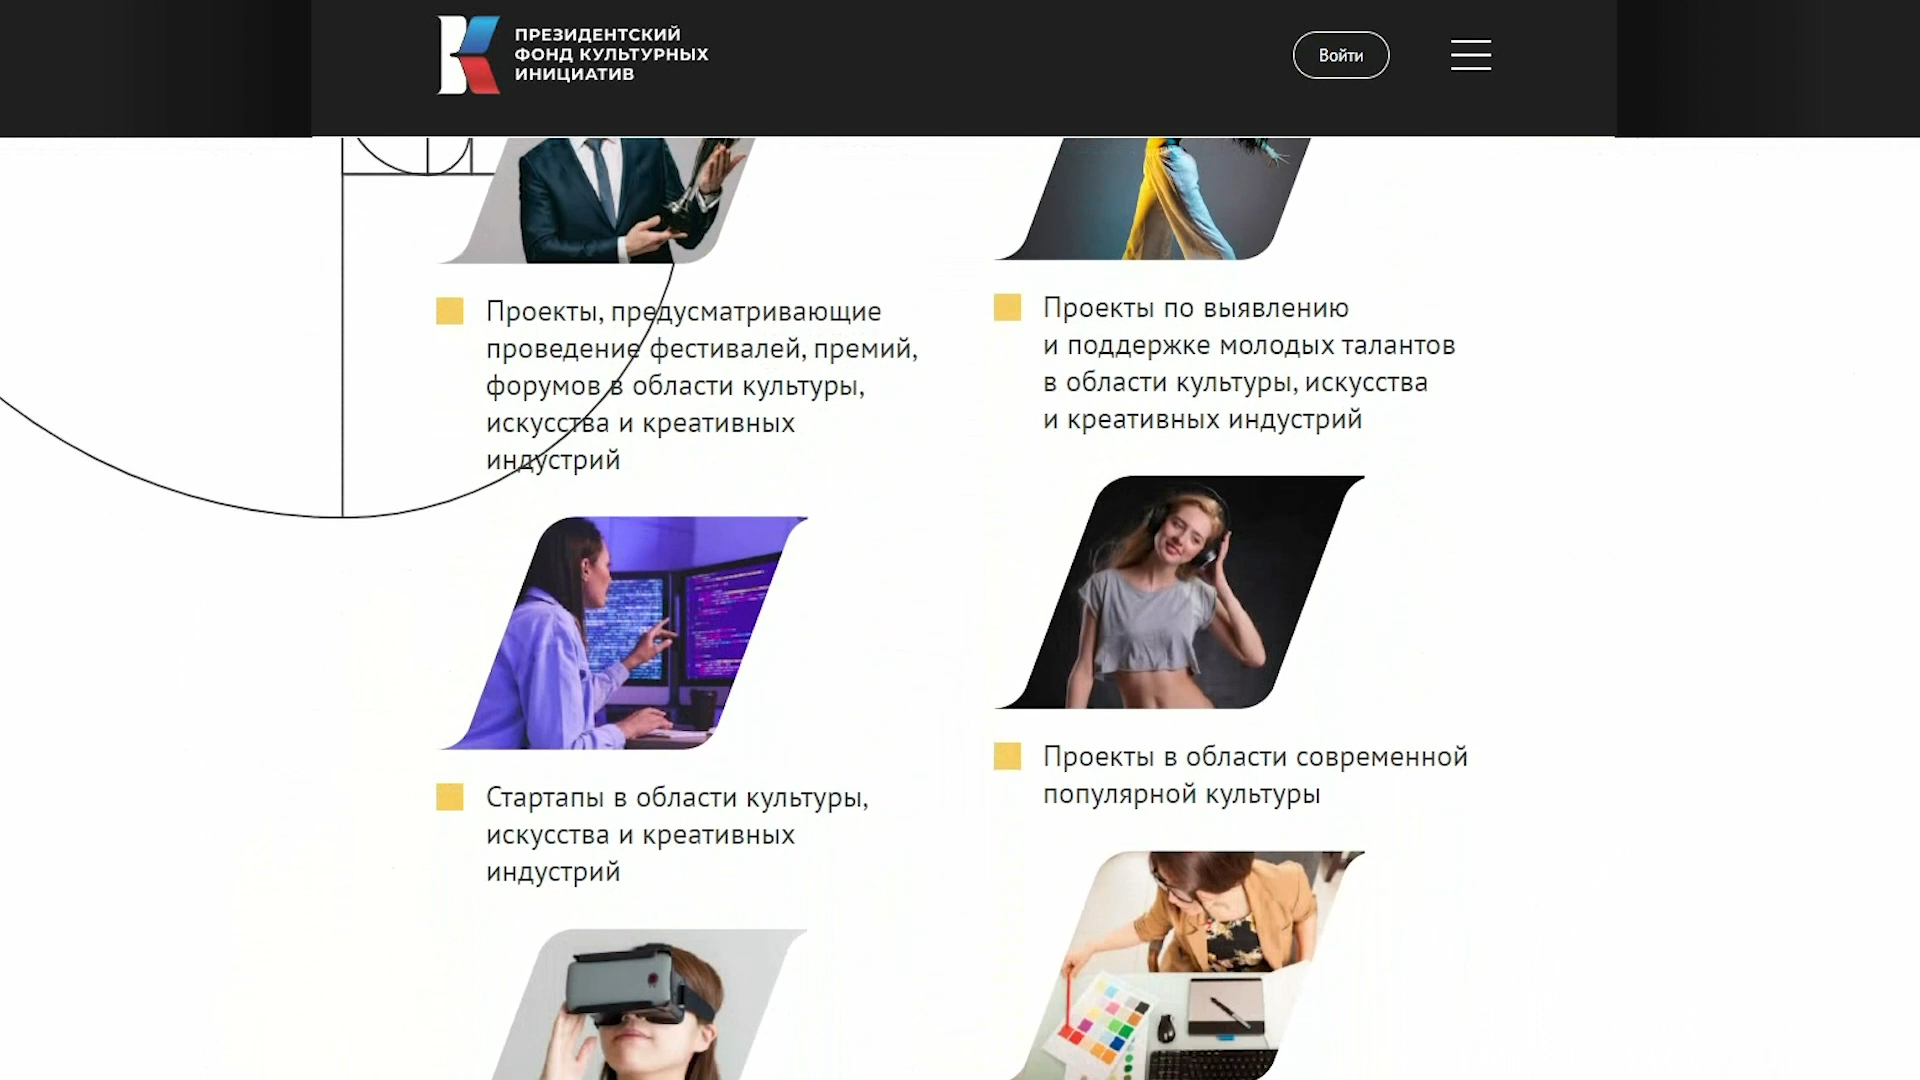 ПРЕЗИДЕНТСКИЙ
ФОНД КУЛЬТУРНЫХ
ИНИЦИАТИВ
Войти
Проекты, предусматривающие
проведение фестивалей, премий,
форумов в области культуры,
искусства и креативных
индустрий
Проекты по выявлению
и поддержке молодых талантов
в области культуры, искусства
и креативных индустрий
Стартапы в области культуры,
искусства и креативных
индустрий
Проекты в области современной
популярной культуры